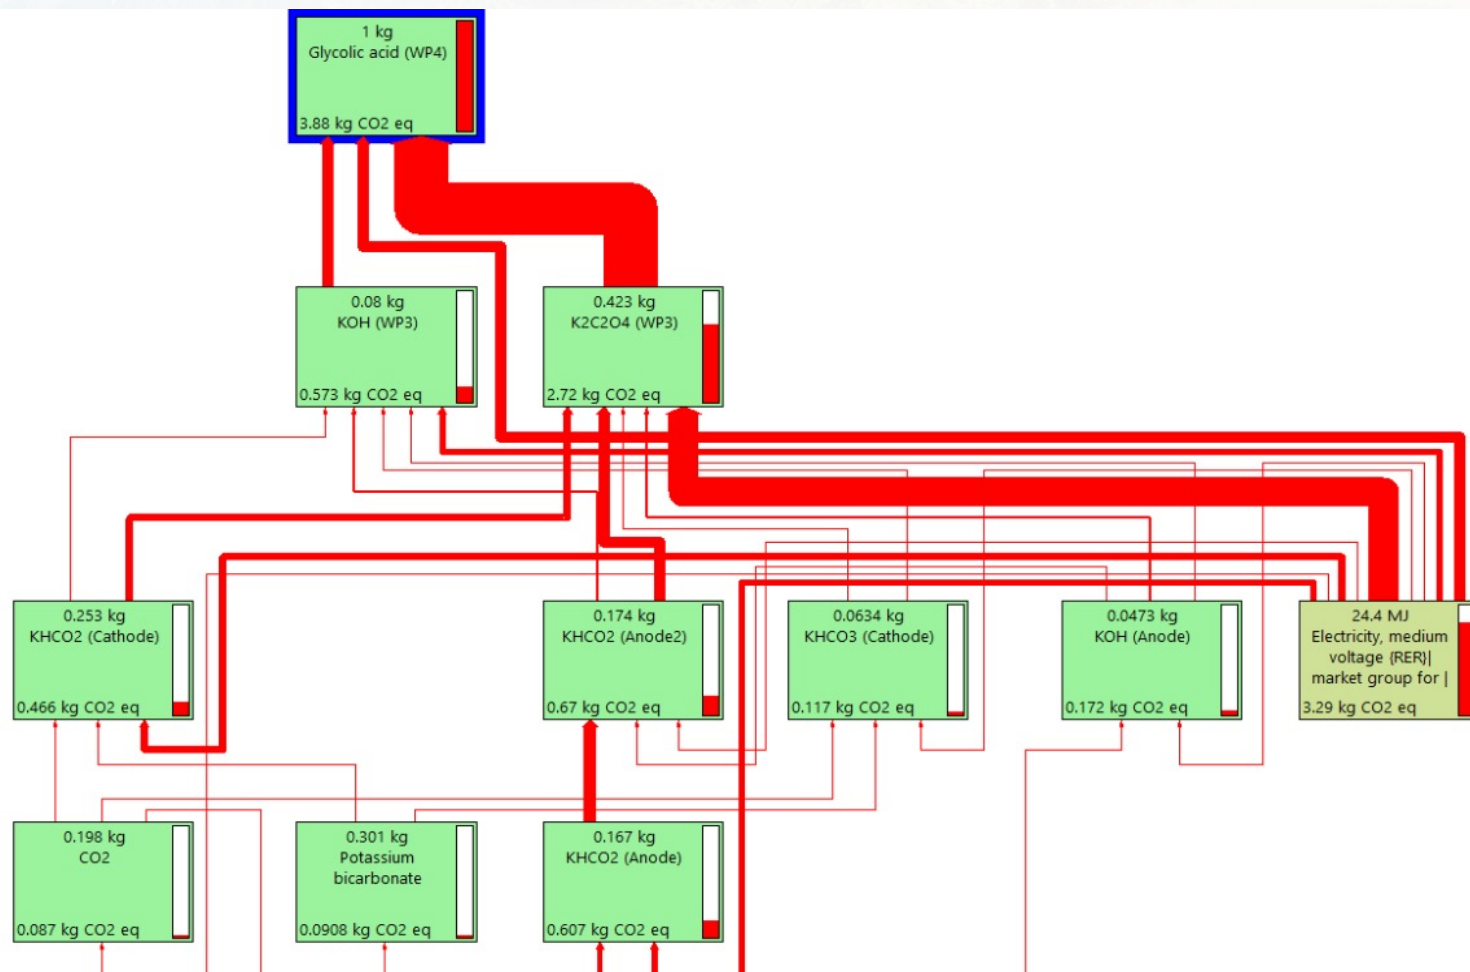 1 kg
Glycolic acid (WP4)
3.88 kg CO2 eq
0.08 kg
KOH (WP3)
0.573 kg CO2 eq
0.423 kg
K2C2O4 (WP3)
2.72 kg CO2 eq
0.253 kg
KHCO2 (Cathode)
0.466 kg CO2 eq
0.174 kg
KHCO2 (Anode2)
0.67 kg CO2 eq
0.0634 kg
KHCO3 (Cathode)
0.117 kg CO2 eq
0.0473 kg
KOH (Anode)
0.172 kg CO2 eq
24.4 MJ
Electricity, medium
voltage {RER}|
market group for |
3.29 kg CO2 eq
0.198 kg
CO2
0.087 kg CO2 eq
0.301 kg
Potassium
bicarbonate
0.0908 kg CO2 eq
0.167 kg
KHCO2 (Anode)
0.607 kg CO2 eq